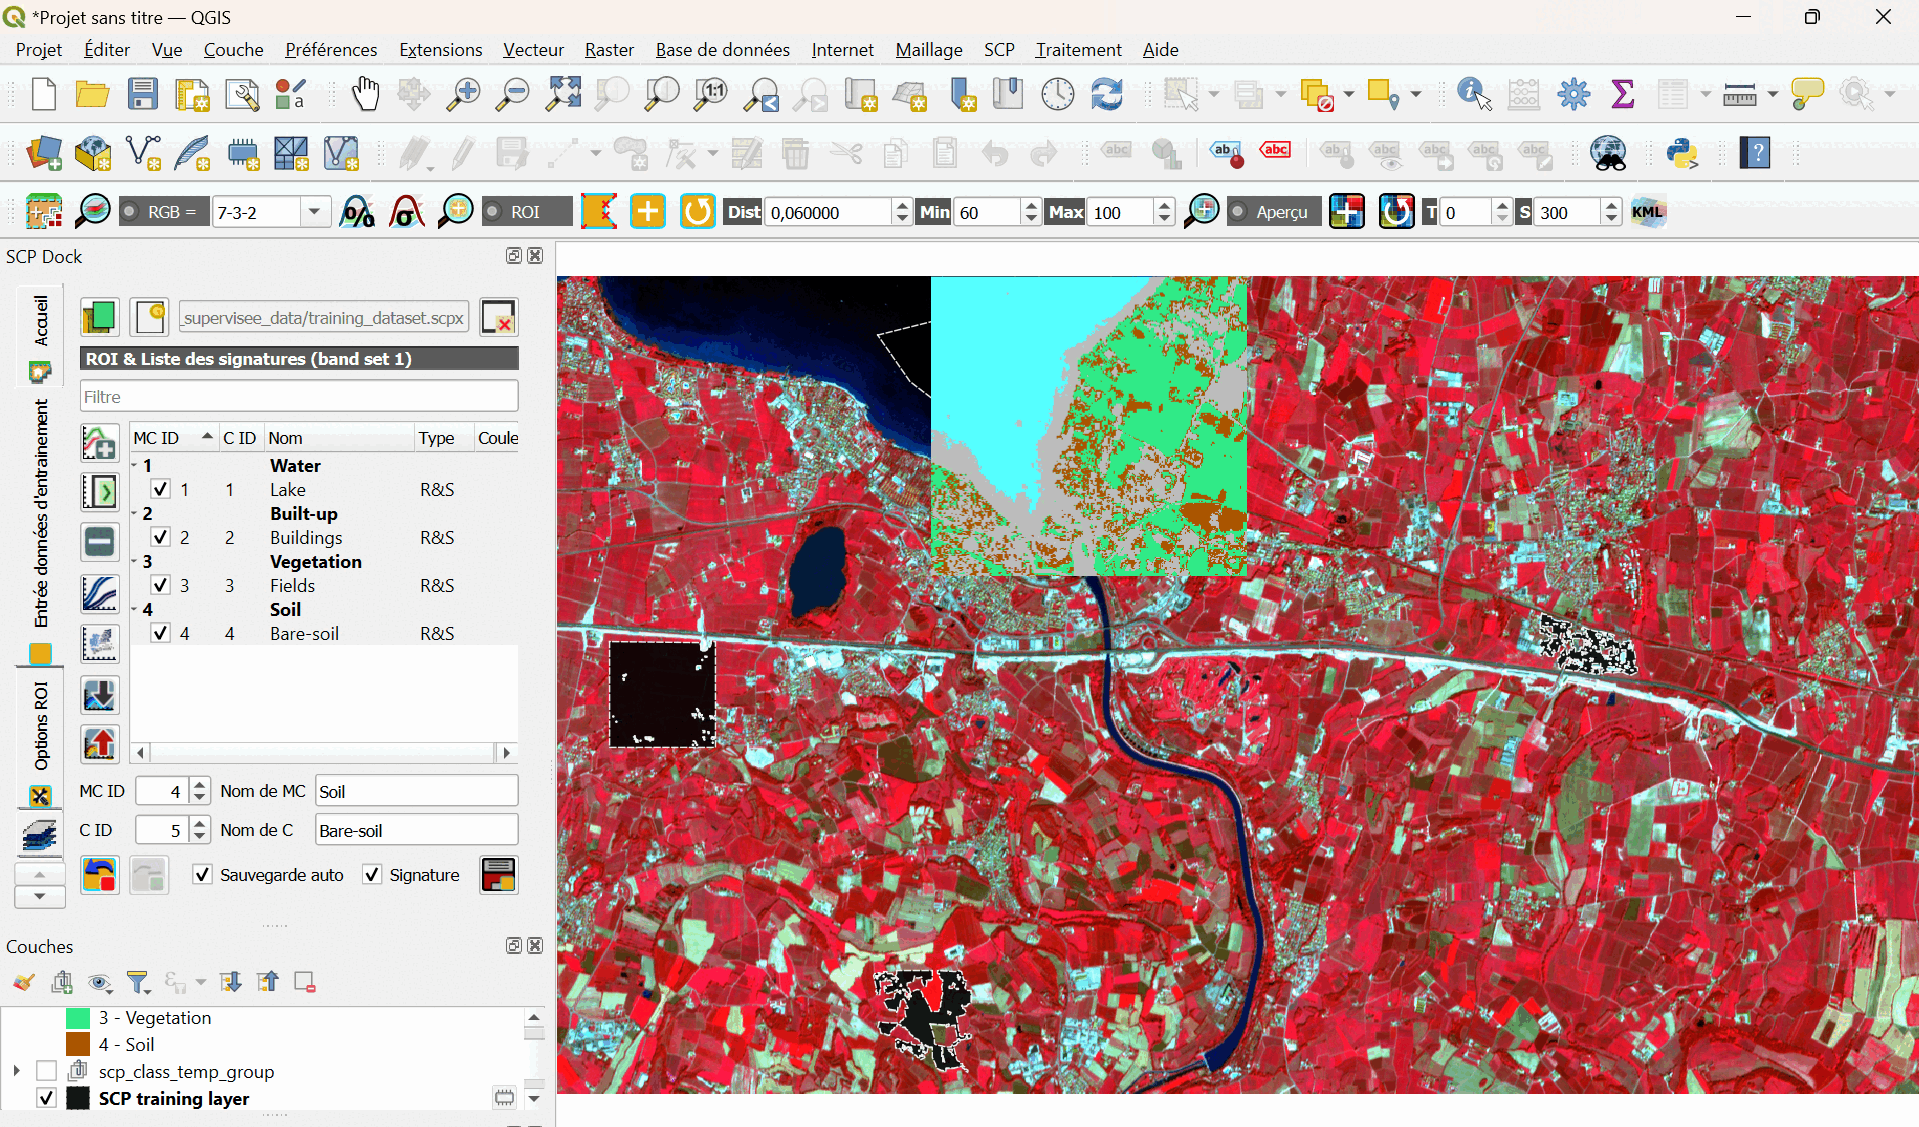 *Projet sans titre — QGIS
Projet Éditer Vue Couche Préférences Extensions Vecteur Raster Base de données Internet Maillage SCP Traitement Aide
RGB = 7-3-2 ROI Dist 0,060000 Min 60 Max 100 Aperçu T 0 S 300 KML
SCP Dock
Accueil
Entrée données d'entrainement
Options ROI
_supervisee_data/training_dataset.scpx
ROI & Liste des signatures (band set 1)
Filtre
MC ID C ID Nom Type Coule
1 Water
1 1 Lake R&S
2 Built-up
2 2 Buildings R&S
3 Vegetation
3 3 Fields R&S
4 Soil
4 4 Bare-soil R&S
MC ID 4 Nom de MC Soil
C ID 5 Nom de C Bare-soil
Sauvegarde auto Signature
Couches
3 - Vegetation
4 - Soil
scp_class_temp_group
SCP training layer